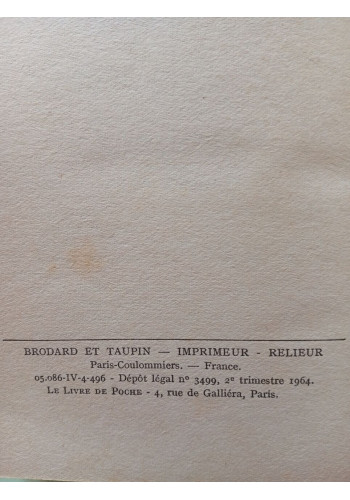 BRODARD ET TAUPIN — IMPRIMEUR - RELIEUR
Paris-Coulommiers. — France.
05.086-IV-4-496 - Dépôt légal nº 3499, 2e trimestre 1964.
LE LIVRE DE POCHE - 4, rue de Galliéra, Paris.